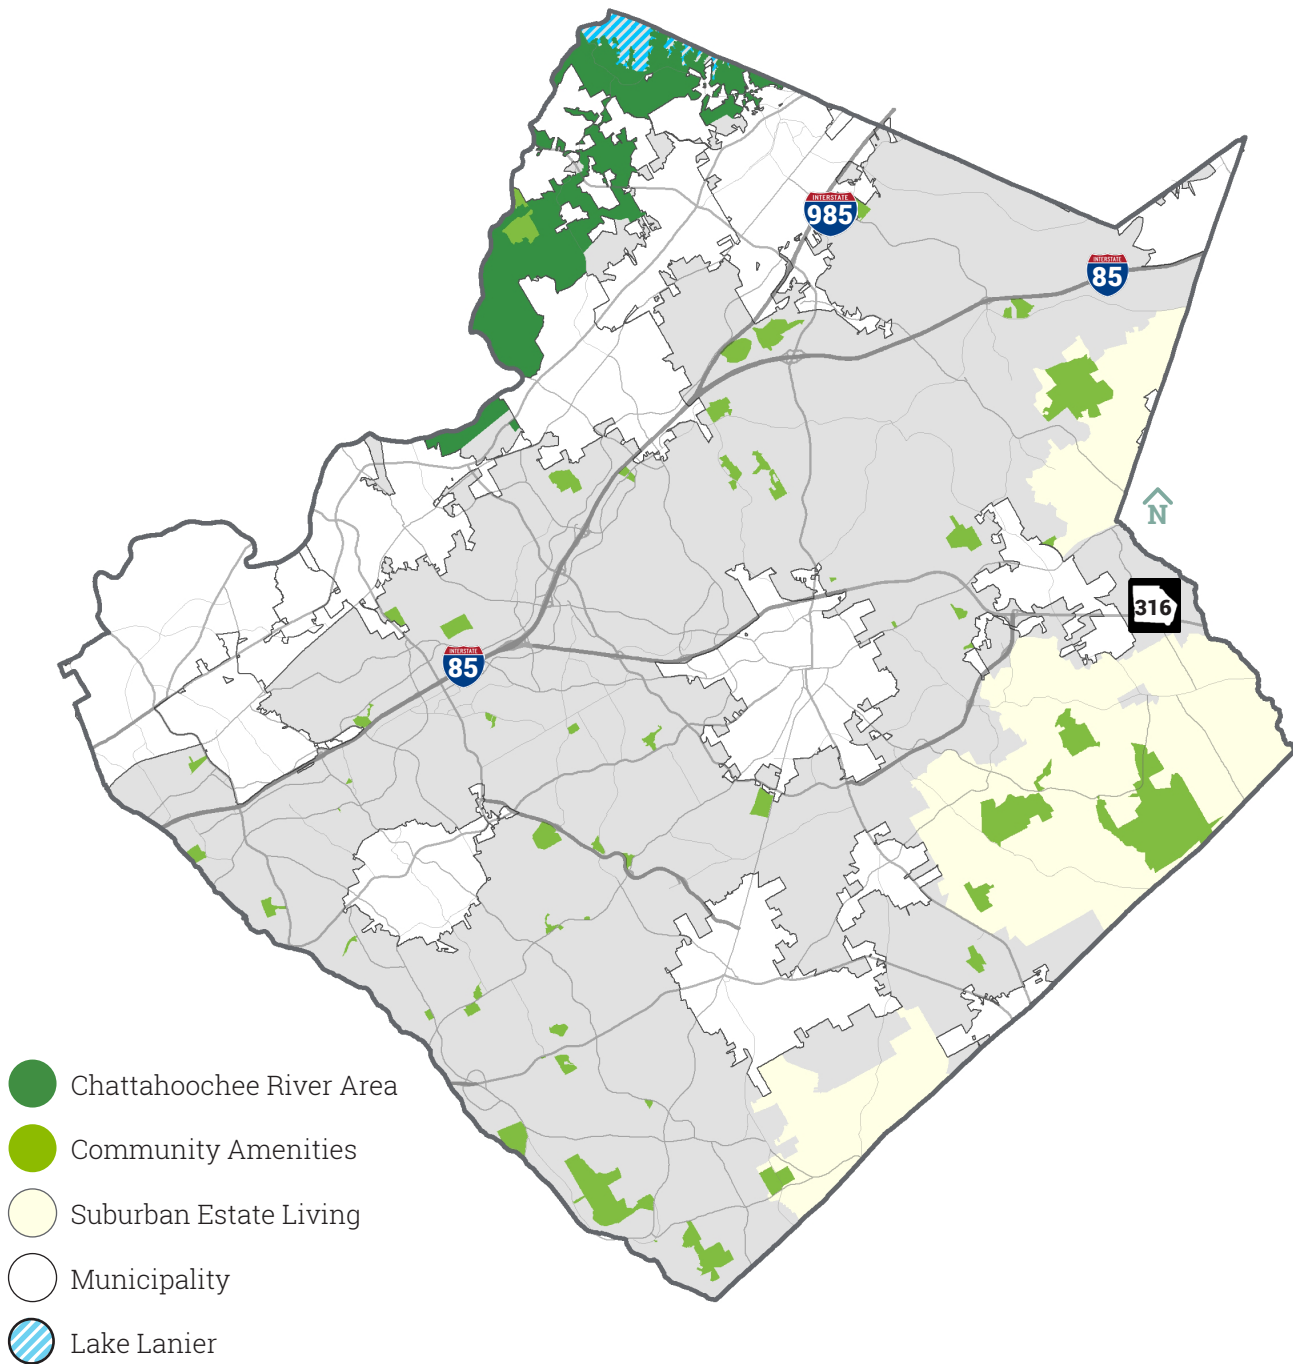 INTERSTATE
985
INTERSTATE
85
N
316
INTERSTATE
85
Chattahoochee River Area
Community Amenities
Suburban Estate Living
Municipality
Lake Lanier